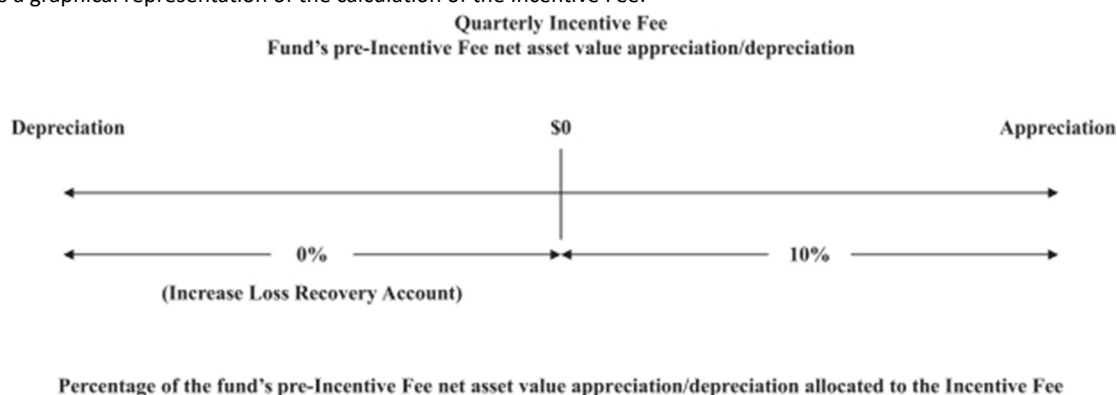 s a graphical representation of the calculation of the Incentive Fee:
Quarterly Incentive Fee
Fund's pre-Incentive Fee net asset value appreciation/depreciation
Depreciation $0 Appreciation
0% 10%
(Increase Loss Recovery Account)
Percentage of the fund's pre-Incentive Fee net asset value appreciation/depreciation allocated to the Incentive Fee